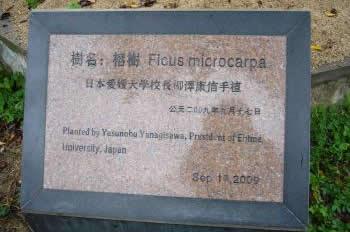 樹名：榕樹 Ficus microcarpa
日本愛媛大學校長柳澤康信手植
公元二00九年九月十七日
Planted by Yasunobu Yanagisawa, President of Ehime
University, Japan
Sep 17,2009